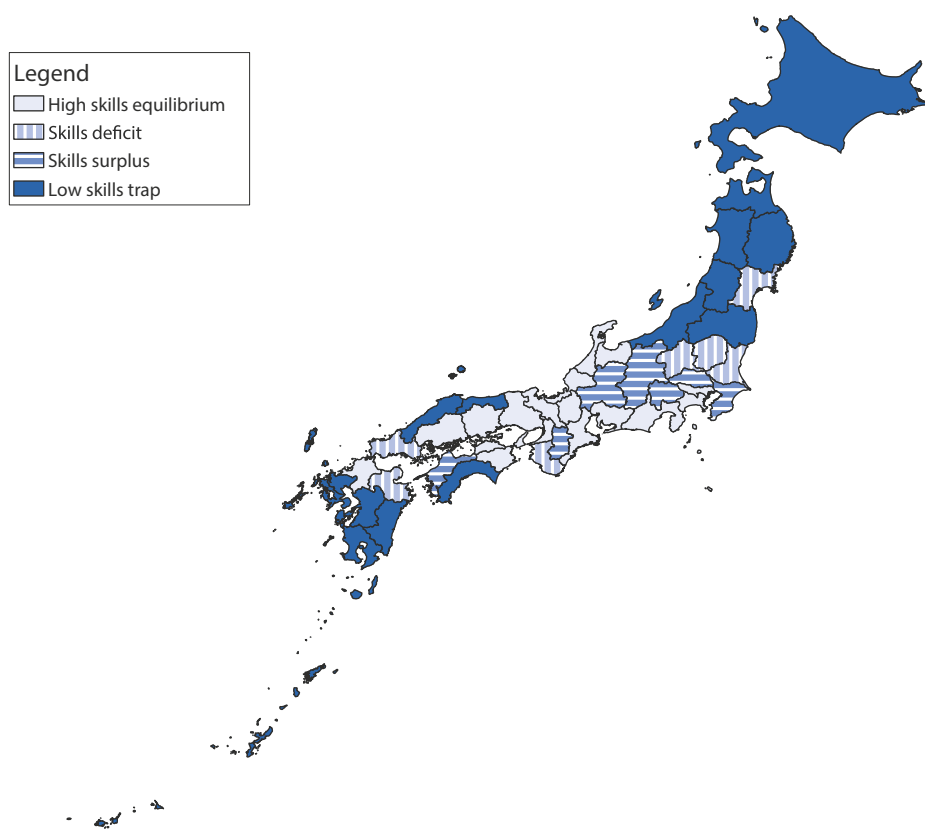 Legend
High skills equilibrium
Skills deficit
Skills surplus
Low skills trap